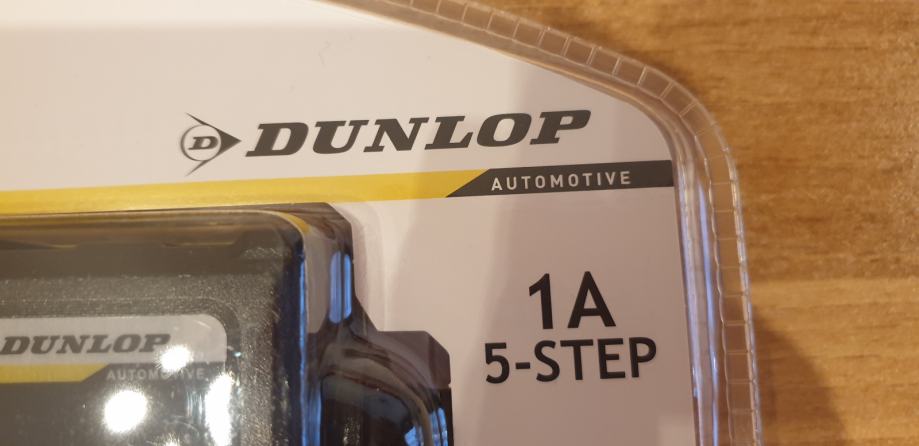 D DUNLOP
AUTOMOTIVE
1A
5-STEP
DUNLOP
AUTOMOTIVE